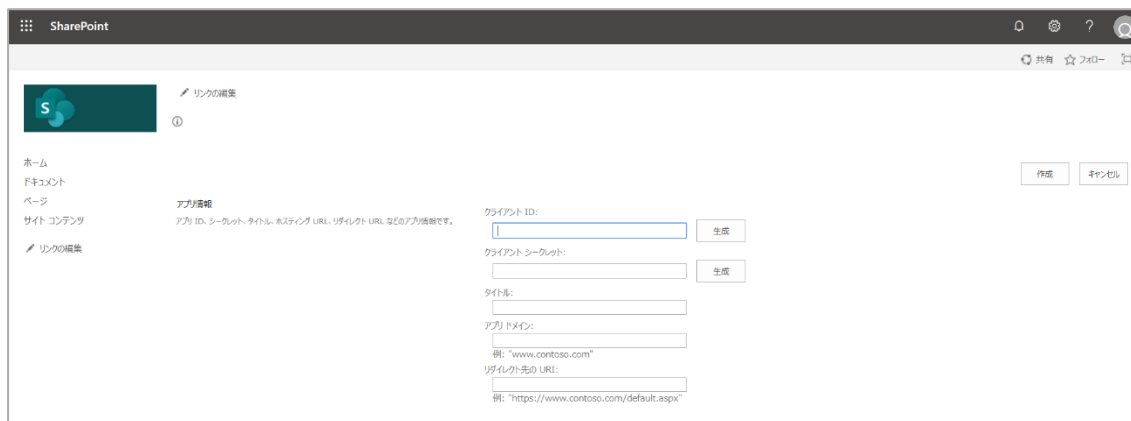 SharePoint
?
共有 フォロー
S
リンクの編集
ホーム
ドキュメント
ページ
サイト コンテンツ
リンクの編集
作成 キャンセル
アプリ情報
アプリ ID、シークレット、タイトル、ホスティング URL、リダイレクト URL などのアプリ情報です。
クライアント ID:
生成
クライアント シークレット:
生成
タイトル:
アプリ ドメイン:
例: "www.contoso.com"
リダイレクト先の URI:
例: "https://www.contoso.com/default.aspx"